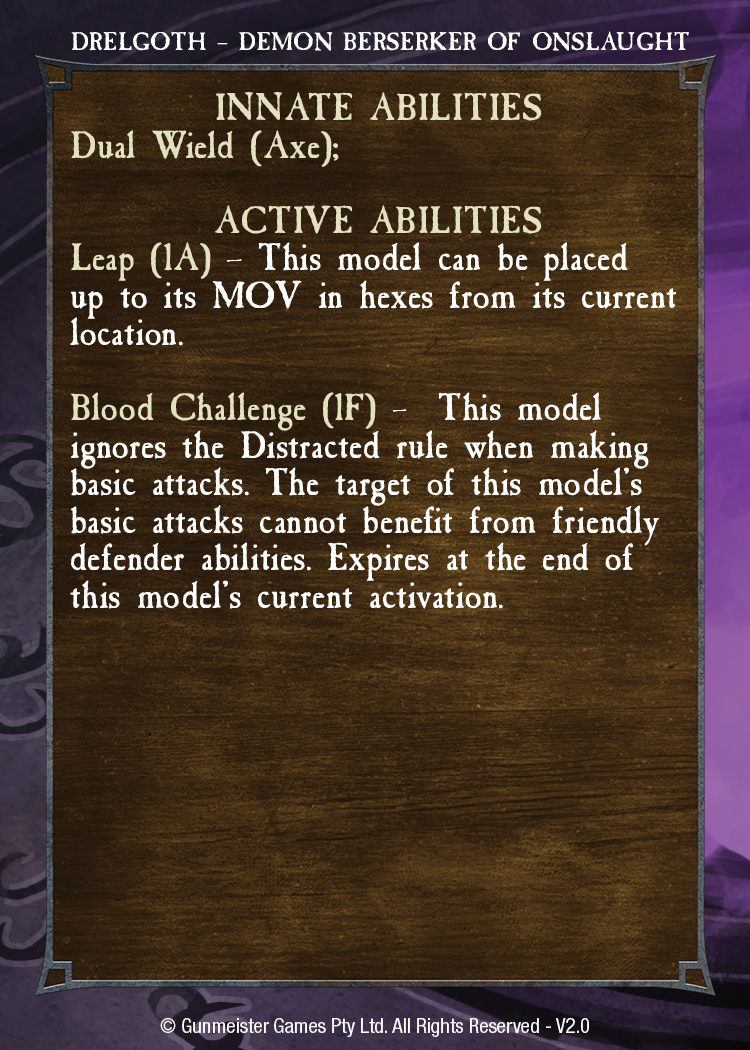 DRELGOTH – DEMON BERSERKER OF ONSLAUGHT
INNATE ABILITIES
Dual Wield (Axe);
ACTIVE ABILITIES
Leap (1A) – This model can be placed
up to its MOV in hexes from its current
location.
Blood Challenge (1F) – This model
ignores the Distracted rule when making
basic attacks. The target of this model's
basic attacks cannot benefit from friendly
defender abilities. Expires at the end of
this model's current activation.
© Gunmeister Games Pty Ltd. All Rights Reserved - V2.0